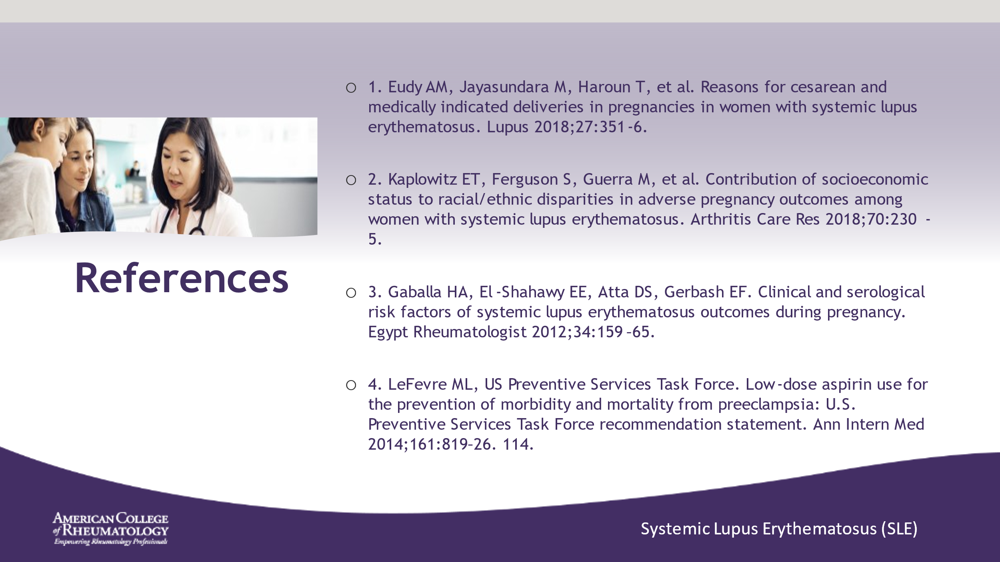 1. Eudy AM, Jayasundara M, Haroun T, et al. Reasons for cesarean and
medically indicated deliveries in pregnancies in women with systemic lupus
erythematosus. Lupus 2018;27:351-6.
2. Kaplowitz ET, Ferguson S, Guerra M, et al. Contribution of socioeconomic
status to racial/ethnic disparities in adverse pregnancy outcomes among
women with systemic lupus erythematosus. Arthritis Care Res 2018;70:230 -
5.
References
3. Gaballa HA, El-Shahawy EE, Atta DS, Gerbash EF. Clinical and serological
risk factors of systemic lupus erythematosus outcomes during pregnancy.
Egypt Rheumatologist 2012;34:159–65.
4. LeFevre ML, US Preventive Services Task Force. Low-dose aspirin use for
the prevention of morbidity and mortality from preeclampsia: U.S.
Preventive Services Task Force recommendation statement. Ann Intern Med
2014;161:819–26. 114.
AMERICAN COLLEGE
of RHEUMATOLOGY
Empowering Rheumatology Professionals
Systemic Lupus Erythematosus (SLE)